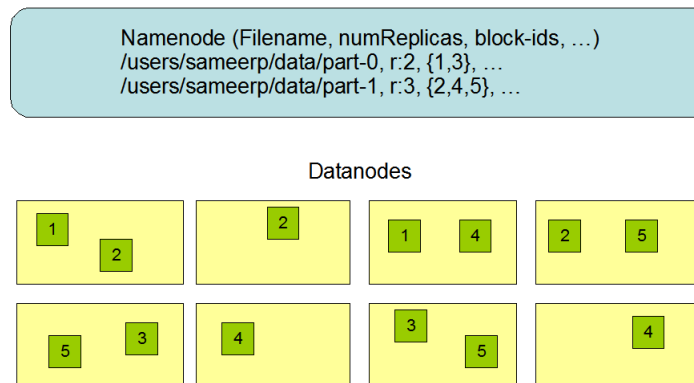 Namenode (Filename, numReplicas, block-ids, …)
/users/sameerp/data/part-0, r:2, {1,3}, …
/users/sameerp/data/part-1, r:3, {2,4,5}, …
Datanodes
1
2
2
1 4
2 5
5 3
4
3
5
4